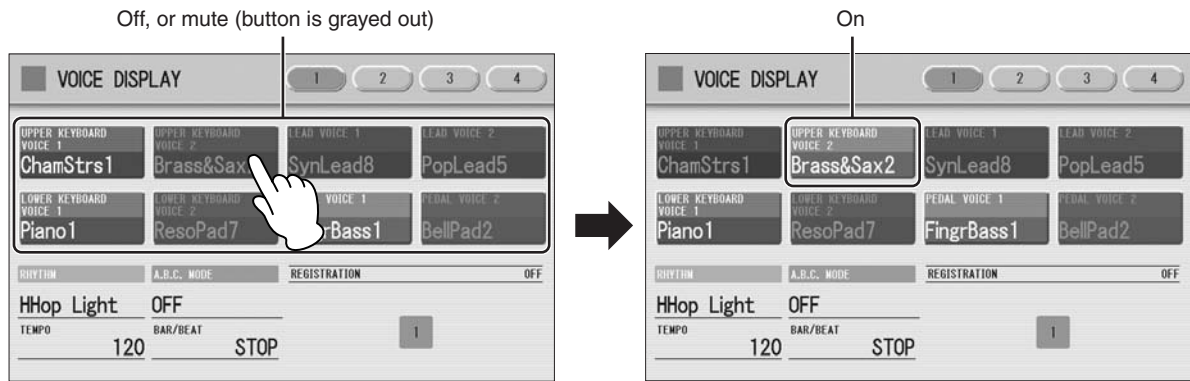 Off, or mute (button is grayed out)
VOICE DISPLAY
1 2 3 4
UPPER KEYBOARD VOICE 1
ChamStrs1
UPPER KEYBOARD VOICE 2
Brass&Sax
LEAD VOICE 1
SynLead8
LEAD VOICE 2
PopLead5
LOWER KEYBOARD VOICE 1
Piano1
LOWER KEYBOARD VOICE 2
ResoPad7
VOICE 1
rBass1
PEDAL VOICE 2
BellPad2
RHYTHM
HHop Light
A.B.C. MODE
OFF
REGISTRATION OFF
TEMPO
120
BAR/BEAT
STOP
1
On
VOICE DISPLAY
1 2 3 4
UPPER KEYBOARD VOICE 1
ChamStrs1
UPPER KEYBOARD VOICE 2
Brass&Sax2
LEAD VOICE 1
SynLead8
LEAD VOICE 2
PopLead5
LOWER KEYBOARD VOICE 1
Piano1
LOWER KEYBOARD VOICE 2
ResoPad7
PEDAL VOICE 1
FingrBass1
PEDAL VOICE 2
BellPad2
RHYTHM
HHop Light
A.B.C. MODE
OFF
REGISTRATION OFF
TEMPO
120
BAR/BEAT
STOP
1